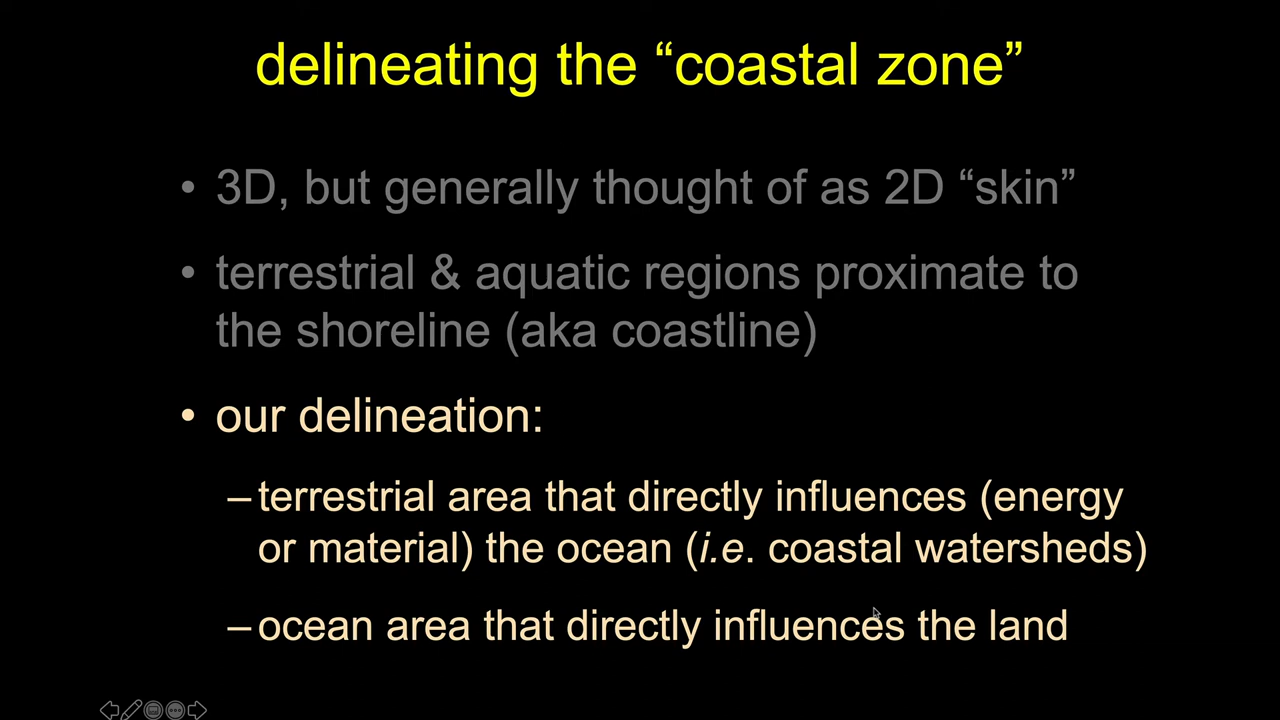 delineating the “coastal zone”
• 3D, but generally thought of as 2D “skin”
• terrestrial & aquatic regions proximate to
the shoreline (aka coastline)
• our delineation:
– terrestrial area that directly influences (energy
or material) the ocean (i.e. coastal watersheds)
– ocean area that directly influences the land